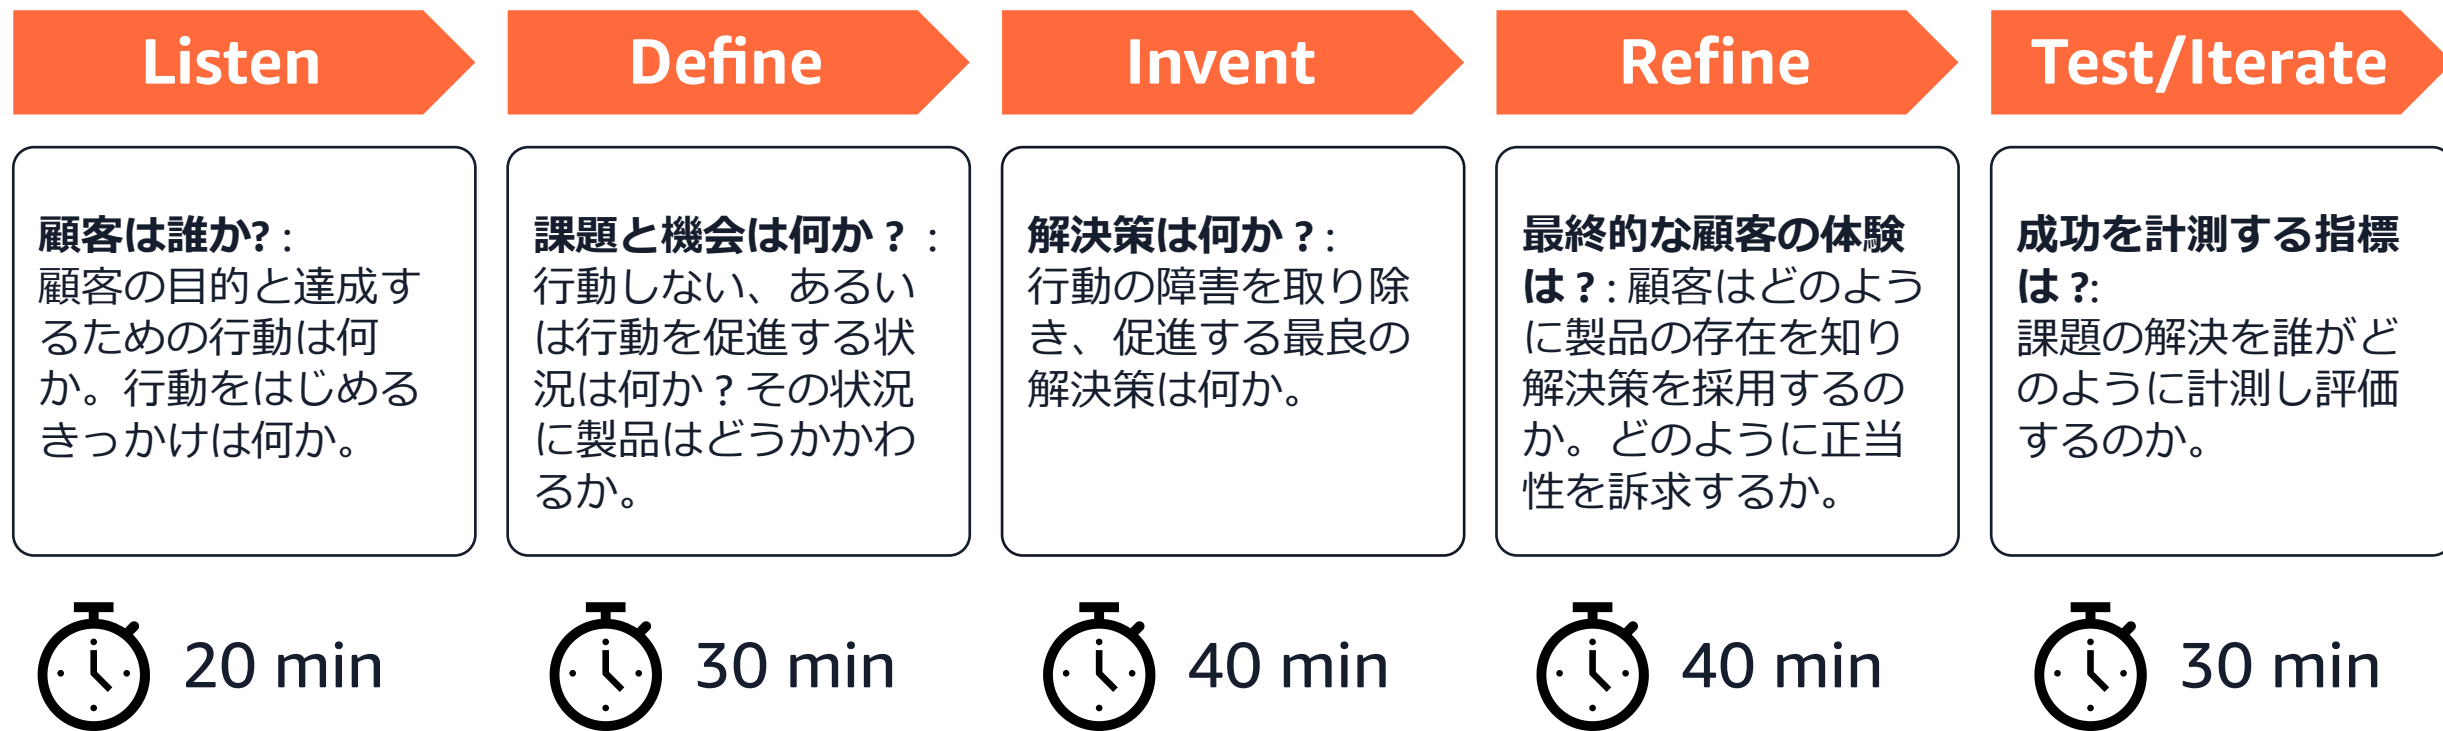 Listen
顧客は誰か? :
顧客の目的と達成す
るための行動は何
か。行動をはじめる
きっかけは何か。
20 min
Define
課題と機会は何か？ :
行動しない、あるい
は行動を促進する状
況は何か？その状況
に製品はどうかかわ
るか。
30 min
Invent
解決策は何か？:
行動の障害を取り除
き、促進する最良の
解決策は何か。
40 min
Refine
最終的な顧客の体験
は？: 顧客はどのよう
に製品の存在を知り
解決策を採用するの
か。どのように正当
性を訴求するか。
40 min
Test/Iterate
成功を計測する指標
は?:
課題の解決を誰がど
のように計測し評価
するのか。
30 min